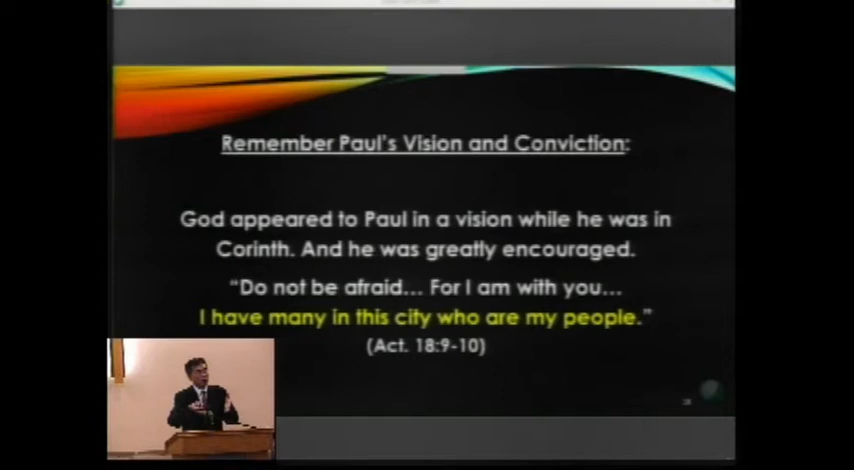 Remember Paul's Vision and Conviction:
God appeared to Paul in a vision while he was in
Corinth. And he was greatly encouraged.
"Do not be afraid... For I am with you...
I have many in this city who are my people."
(Act. 18:9-10)